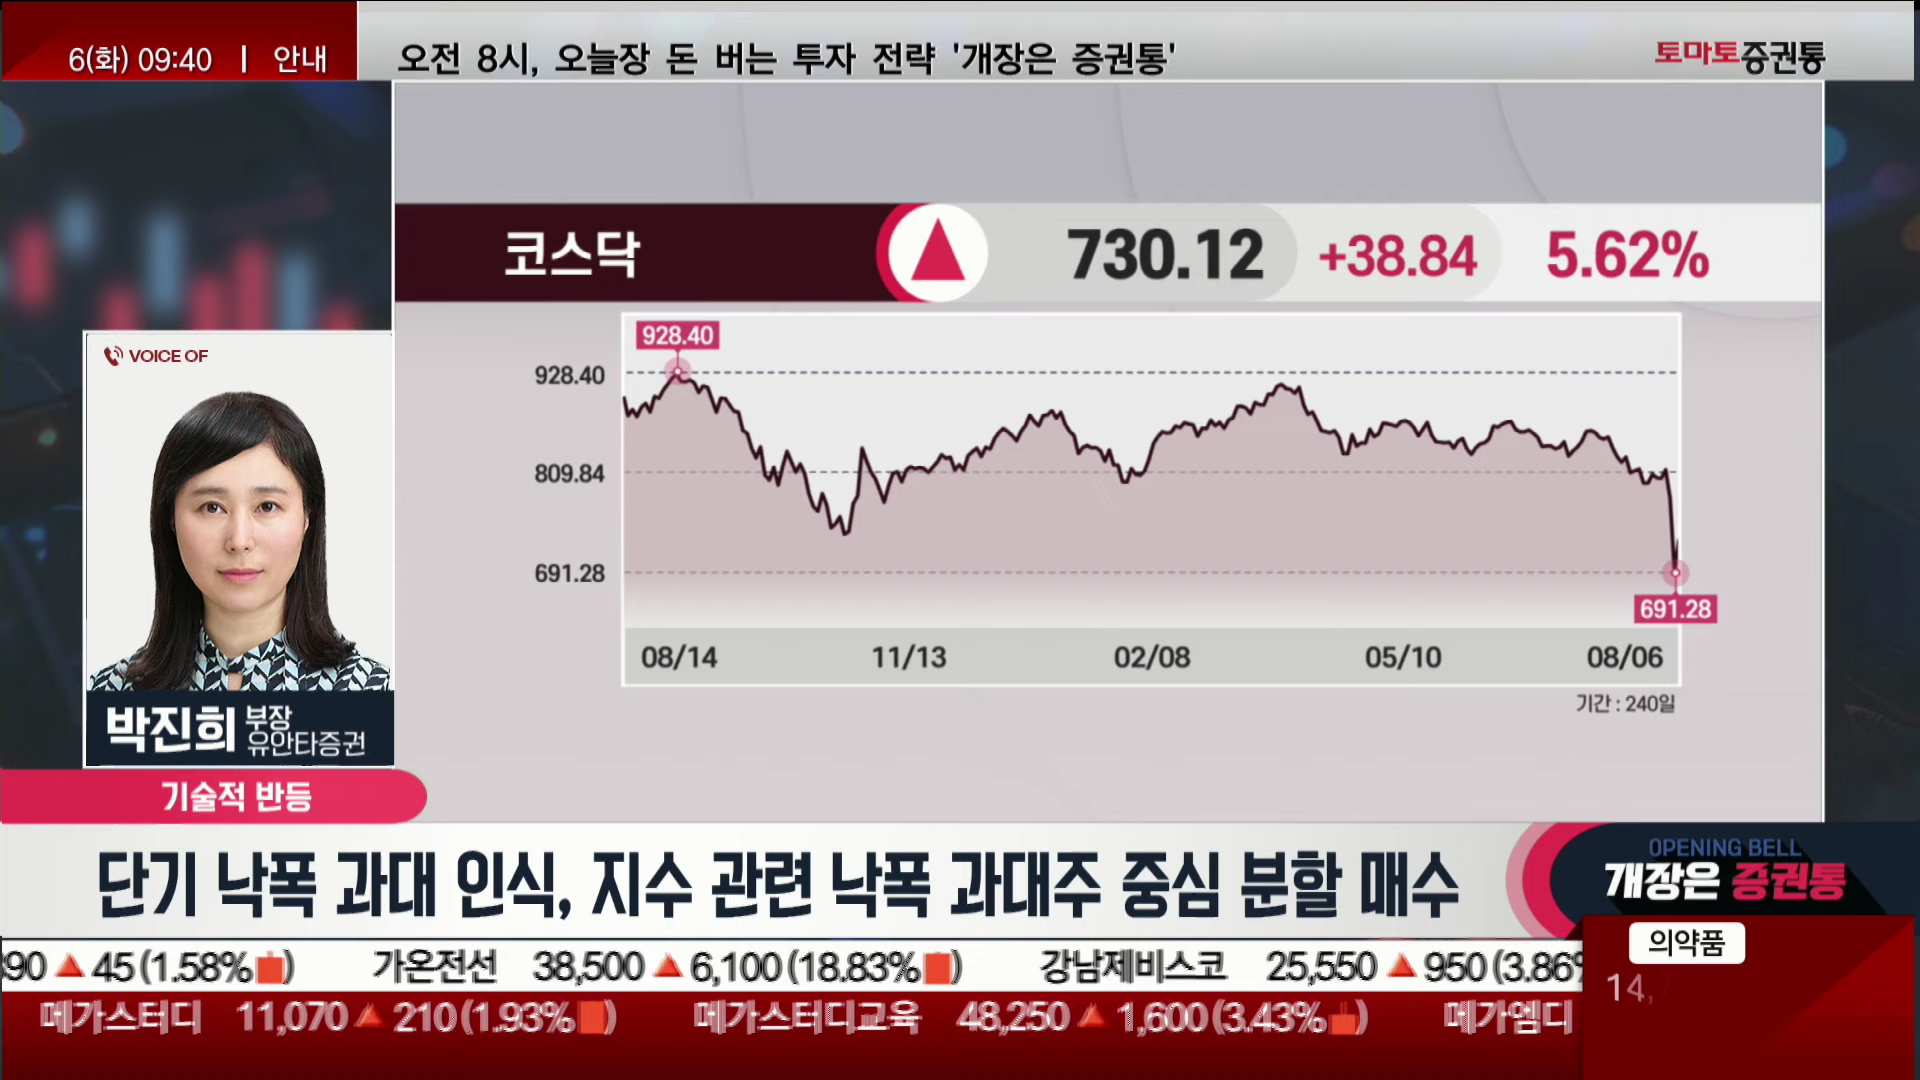 6(화) 09:40 | 안내
오전 8시, 오늘장 돈 버는 투자 전략 '개장은 증권통'
토마토증권통
코스닥 ▲ 730.12 +38.84 5.62%
928.40
928.40
809.84
691.28
691.28
08/14 11/13 02/08 05/10 08/06
기간 : 240일
VOICE OF
박진희 부장
유안타증권
기술적 반등
단기 낙폭 과대 인식, 지수 관련 낙폭 과대주 중심 분할 매수
OPENING BELL
개장은 증권통
90 ▲ 45 (1.58%) 가온전선 38,500 ▲ 6,100 (18.83%) 강남제비스코 25,550 ▲ 950 (3.86%
의약품
14,
메가스터디 11,070 ▲ 210 (1.93%) 메가스터디교육 48,250 ▲ 1,600 (3.43%) 메가엠디